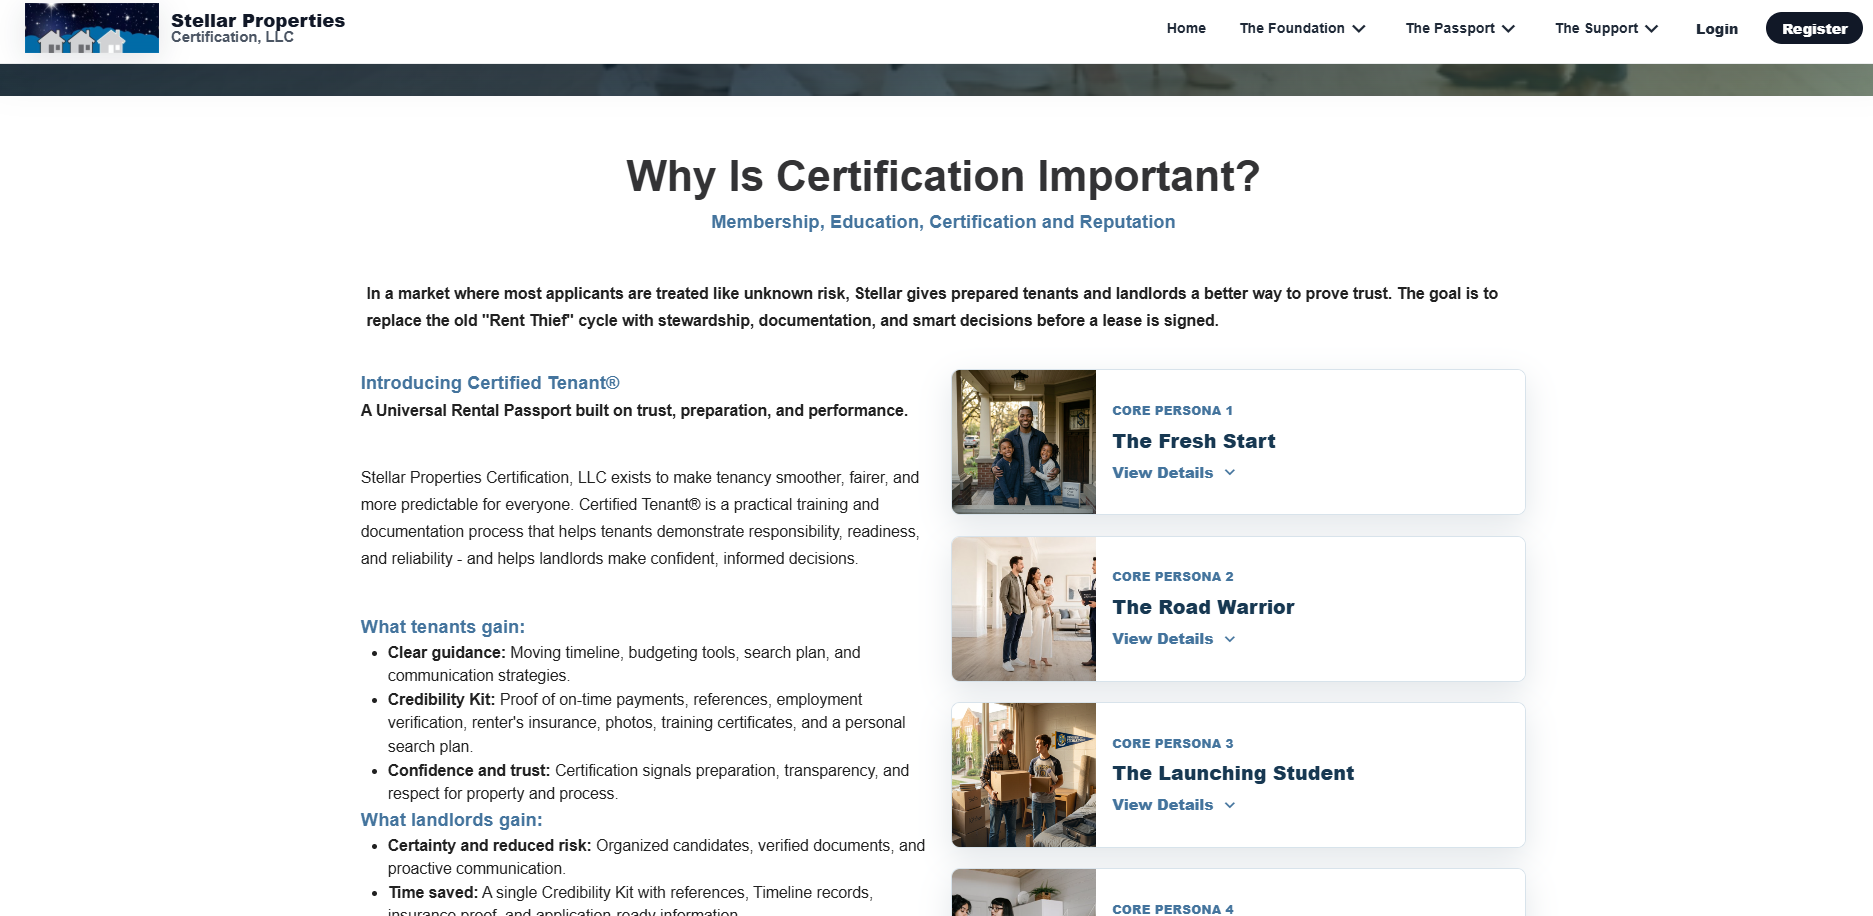 Stellar Properties
Certification, LLC
Home
The Foundation
The Passport
The Support
Login
Register
Why Is Certification Important?
Membership, Education, Certification and Reputation
In a market where most applicants are treated like unknown risk, Stellar gives prepared tenants and landlords a better way to prove trust. The goal is to
replace the old "Rent Thief" cycle with stewardship, documentation, and smart decisions before a lease is signed.
Introducing Certified Tenant®
A Universal Rental Passport built on trust, preparation, and performance.
Stellar Properties Certification, LLC exists to make tenancy smoother, fairer, and
more predictable for everyone. Certified Tenant® is a practical training and
documentation process that helps tenants demonstrate responsibility, readiness,
and reliability - and helps landlords make confident, informed decisions.
What tenants gain:
Clear guidance: Moving timeline, budgeting tools, search plan, and
communication strategies.
Credibility Kit: Proof of on-time payments, references, employment
verification, renter's insurance, photos, training certificates, and a personal
search plan.
Confidence and trust: Certification signals preparation, transparency, and
respect for property and process.
What landlords gain:
Certainty and reduced risk: Organized candidates, verified documents, and
proactive communication.
Time saved: A single Credibility Kit with references, Timeline records,
insurance proof, and application-ready information.
CORE PERSONA 1
The Fresh Start
View Details
CORE PERSONA 2
The Road Warrior
View Details
CORE PERSONA 3
The Launching Student
View Details
CORE PERSONA 4